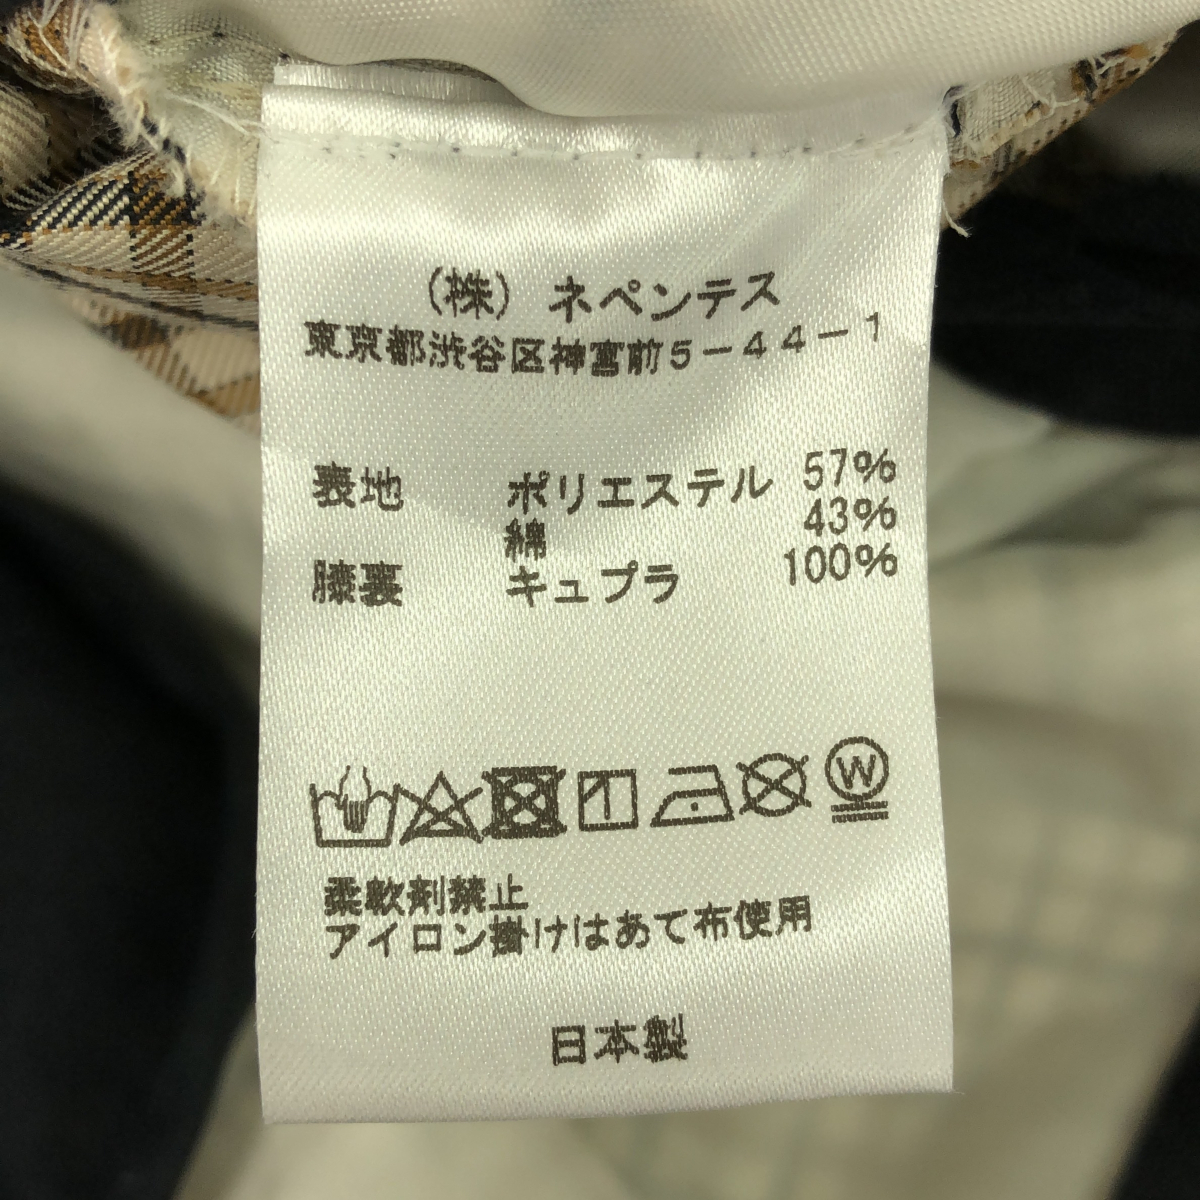 (株) ネペンテス
東京都渋谷区神宮前5-44-1
表地 ポリエステル 57%
綿 43%
膝裏 キュプラ 100%
W
柔軟剤禁止
アイロン掛けはあて布使用
日本製